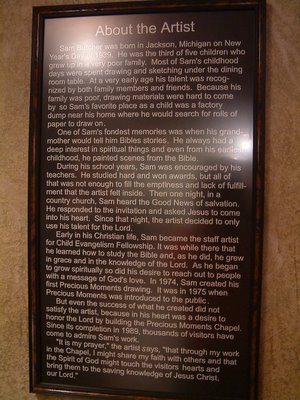 About the Artist
Sam Butcher was born in Jackson, Michigan on New
Year's Day 1939. He was the third of five children who
grew up in a very poor family. Most of Sam's childhood
days were spent drawing and sketching under the dining
room table. At a very early age his talent was recog-
nized by both family members and friends. Because his
family was poor, drawing materials were hard to come
by so Sam's favorite place as a child was a factory
dump near his home where he would search for rolls of
paper to draw on.
One of Sam's fondest memories was when his grand-
mother would tell him Bibles stories. He always had a
deep interest in spiritual things and even from his earliest
childhood, he painted scenes from the Bible.
During his school years, Sam was encouraged by his
teachers. He studied hard and won awards, but all of
that was not enough to fill the emptiness and lack of fulfill-
ment that the artist felt inside. Then one night, in a
country church, Sam heard the Good News of salvation.
He responded to the invitation and asked Jesus to come
into his heart. Since that night, the artist decided to only
use his talent for the Lord.
Early in his Christian life, Sam became the staff artist
for Child Evangelism Fellowship. It was while there that
he learned how to study the Bible and, as he did, he grew
in grace and in the knowledge of the Lord. As he began
to grow spiritually so did his desire to reach out to people
with a message of God's love. In 1974, Sam created his
first Precious Moments drawing. It was in 1975 when
Precious Moments was introduced to the public.
But even the success of what he created did not
satisfy the artist, because in his heart was a desire to
honor the Lord by building the Precious Moments Chapel.
Since its completion in 1989, thousands of visitors have
come to admire Sam's work.
"It is my prayer," the artist says, "that through my work
in the Chapel, I might share my faith with others and that
the Spirit of God might touch the visitors hearts and
bring them to the saving knowledge of Jesus Christ,
our Lord."